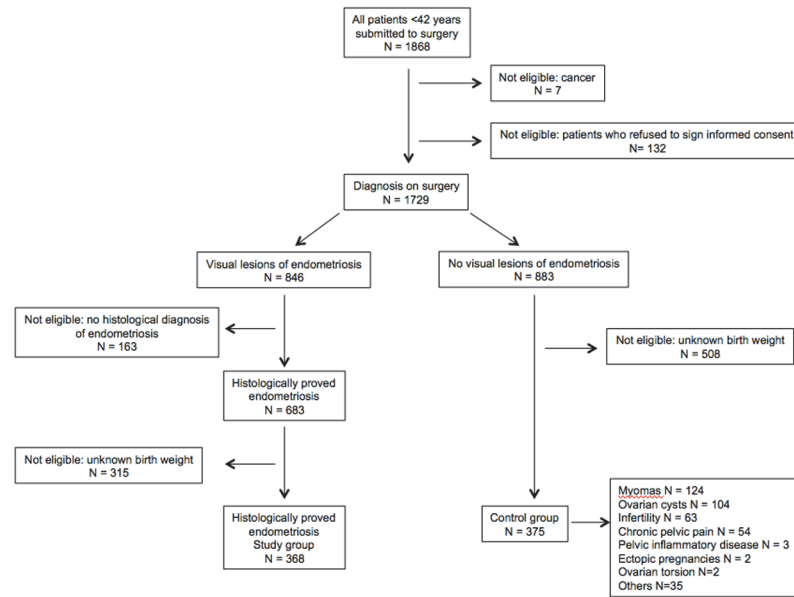 All patients <42 years
submitted to surgery
N = 1868
Not eligible: cancer
N = 7
Not eligible: patients who refused to sign informed consent
N= 132
Diagnosis on surgery
N = 1729
Visual lesions of endometriosis
N = 846
No visual lesions of endometriosis
N = 883
Not eligible: no histological diagnosis
of endometriosis
N = 163
Not eligible: unknown birth weight
N = 508
Histologically proved
endometriosis
N = 683
Not eligible: unknown birth weight
N = 315
Histologically proved
endometriosis
Study group
N = 368
Control group
N = 375
Myomas N = 124
Ovarian cysts N = 104
Infertility N = 63
Chronic pelvic pain N = 54
Pelvic inflammatory disease N = 3
Ectopic pregnancies N = 2
Ovarian torsion N=2
Others N=35